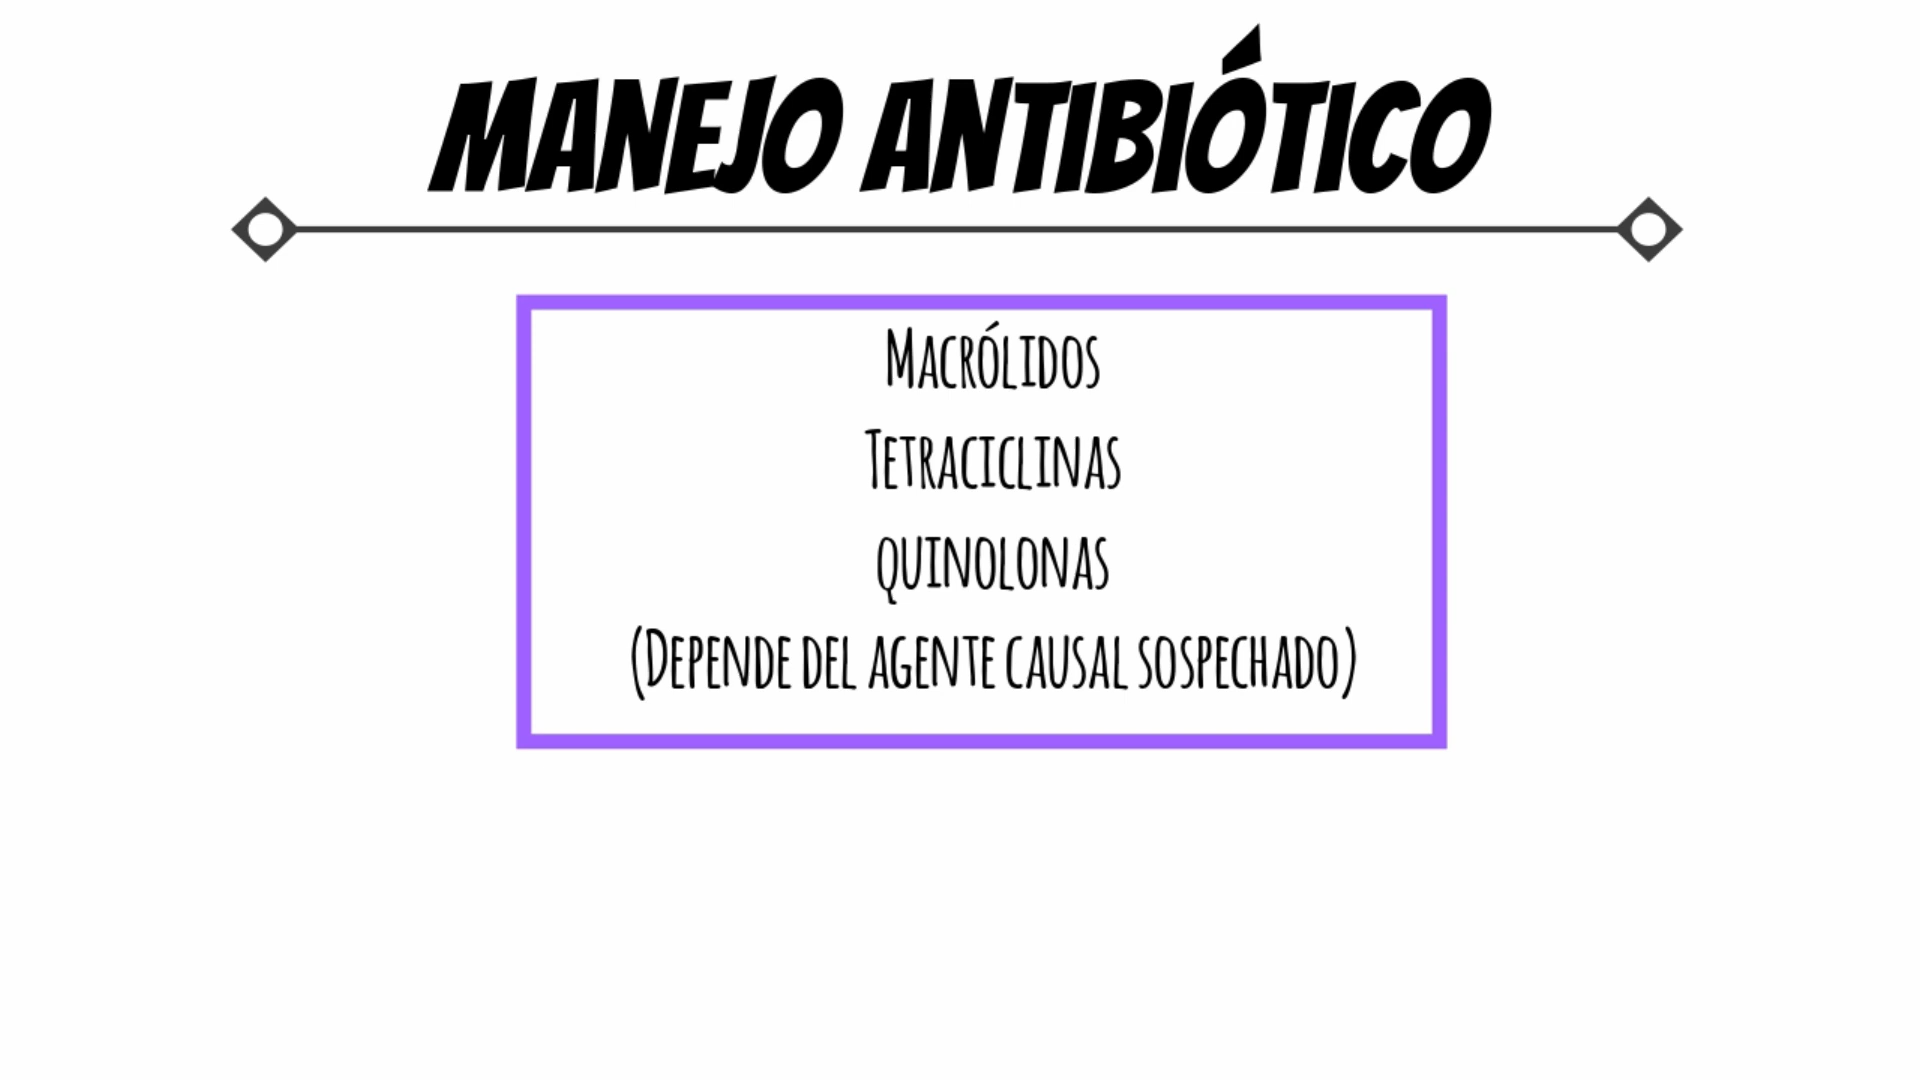 MANEJO ANTIBIÓTICO
Macrólidos
Tetraciclinas
quinolonas
(Depende del agente causal sospechado)